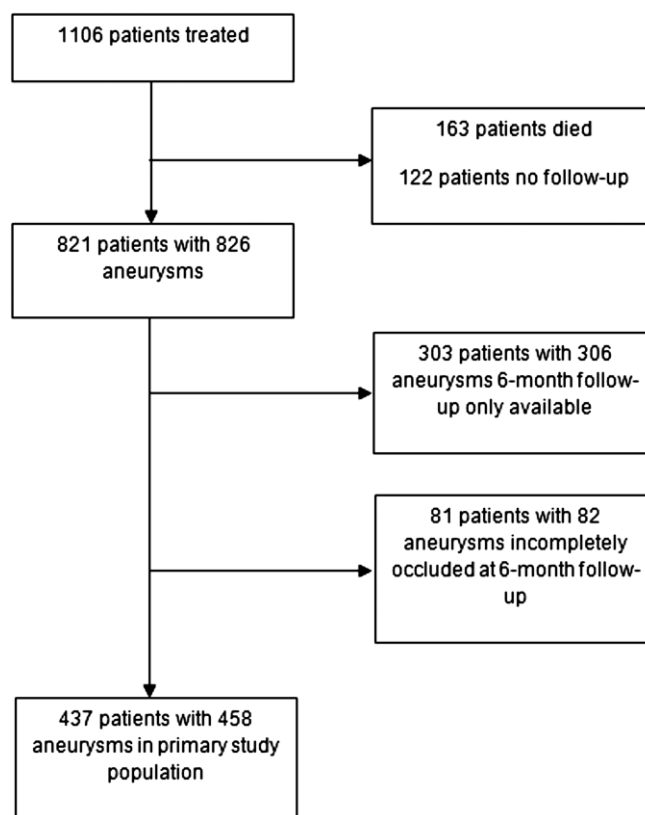 1106 patients treated
163 patients died
122 patients no follow-up
821 patients with 826
aneurysms
303 patients with 306
aneurysms 6-month follow-
up only available
81 patients with 82
aneurysms incompletely
occluded at 6-month follow-
up
437 patients with 458
aneurysms in primary study
population